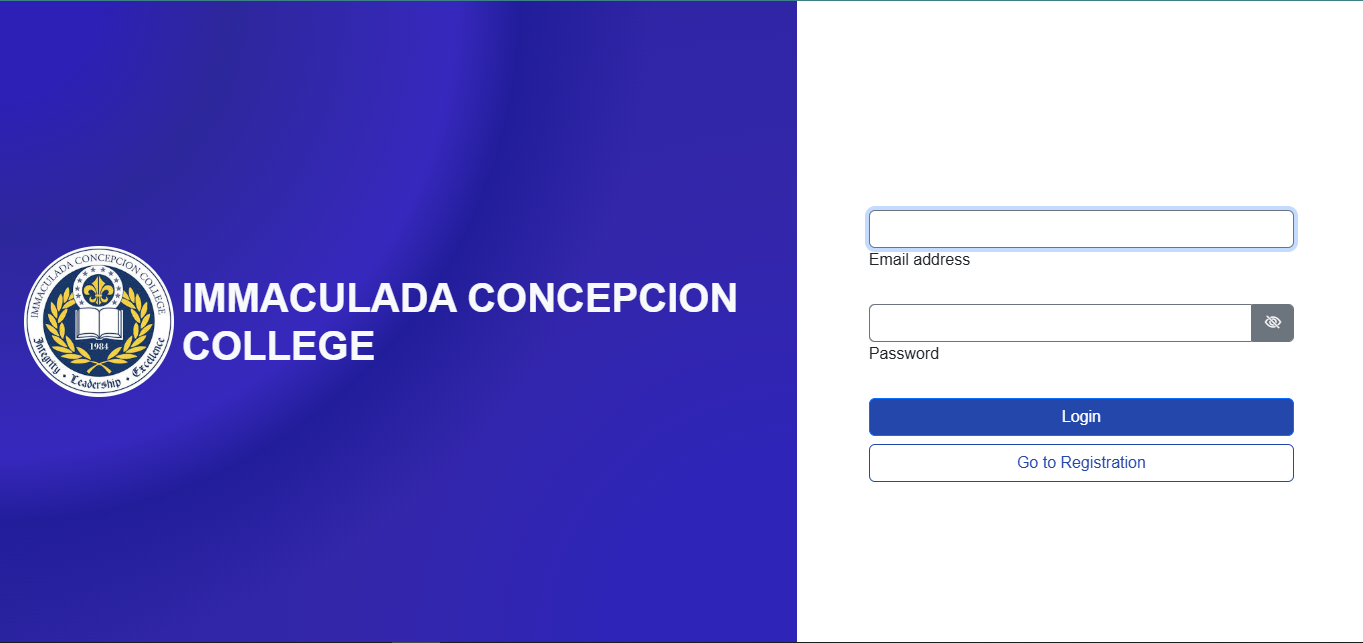 IMMACULADA CONCEPCION COLLEGE
1984
Integrity • Leadership • Excellence
IMMACULADA CONCEPCION
COLLEGE
Email address
Password
Login
Go to Registration